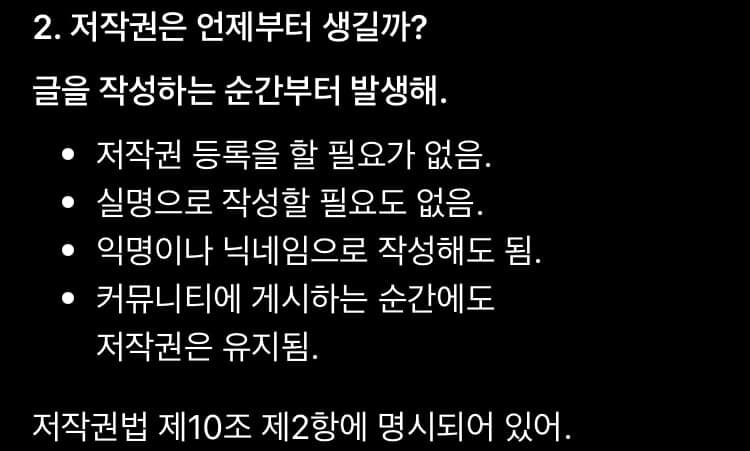 2. 저작권은 언제부터 생길까?
글을 작성하는 순간부터 발생해.
• 저작권 등록을 할 필요가 없음.
• 실명으로 작성할 필요도 없음.
• 익명이나 닉네임으로 작성해도 됨.
• 커뮤니티에 게시하는 순간에도
저작권은 유지됨.
저작권법 제10조 제2항에 명시되어 있어.